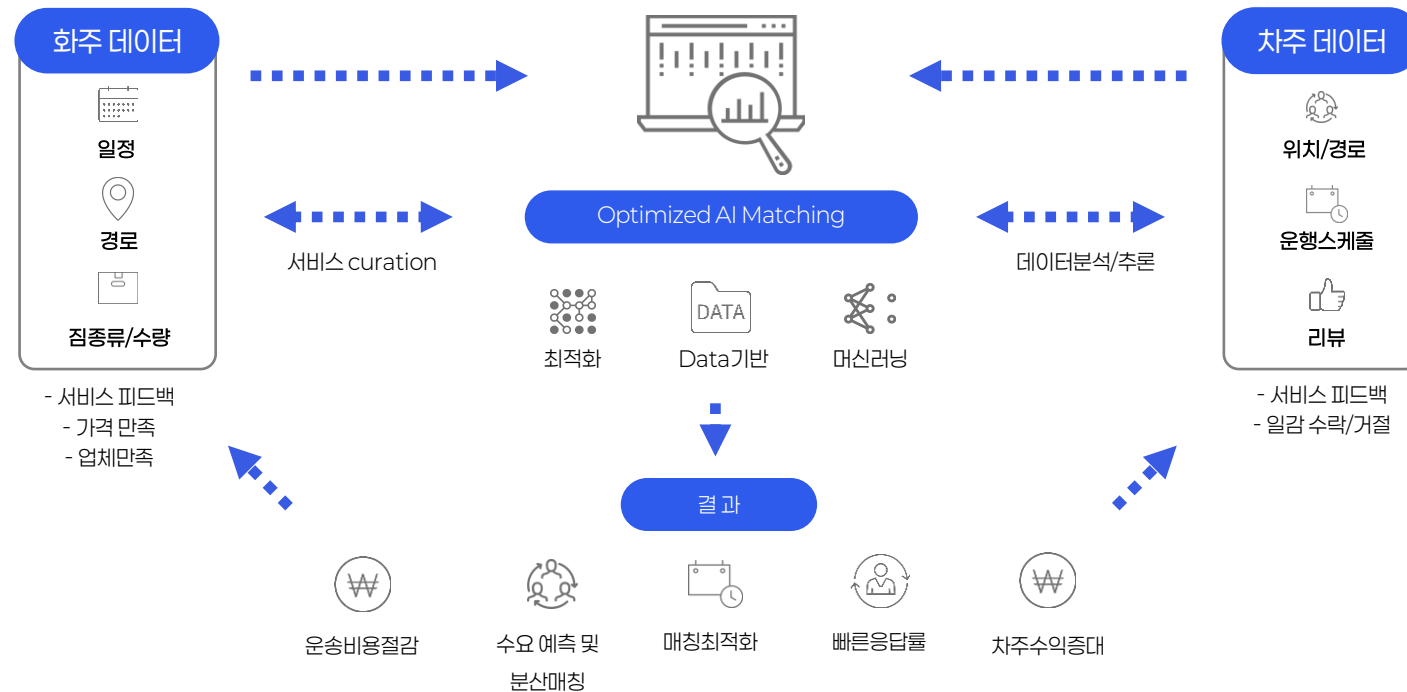 화주 데이터
일정
경로
짐종류/수량
- 서비스 피드백
- 가격 만족
- 업체만족
서비스 curation
Optimized AI Matching
최적화
DATA
Data기반
머신러닝
데이터분석/추론
차주 데이터
위치/경로
운행스케줄
리뷰
- 서비스 피드백
- 일감 수락/거절
결 과
운송비용절감
수요 예측 및
분산매칭
매칭최적화
빠른응답률
차주수익증대